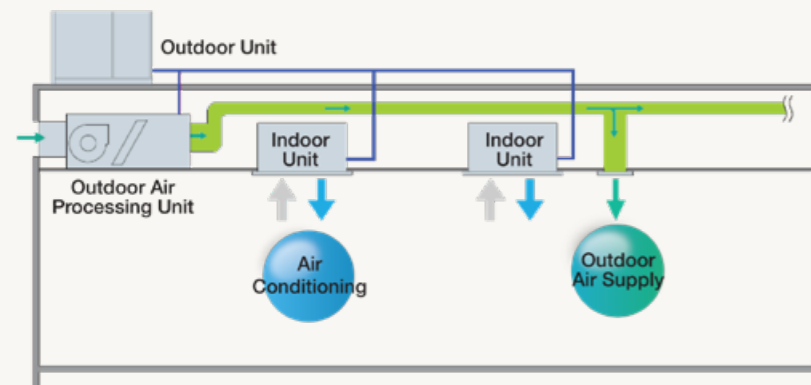 Outdoor Unit
Indoor
Unit
Indoor
Unit
Outdoor Air
Processing Unit
Air
Conditioning
Outdoor
Air Supply